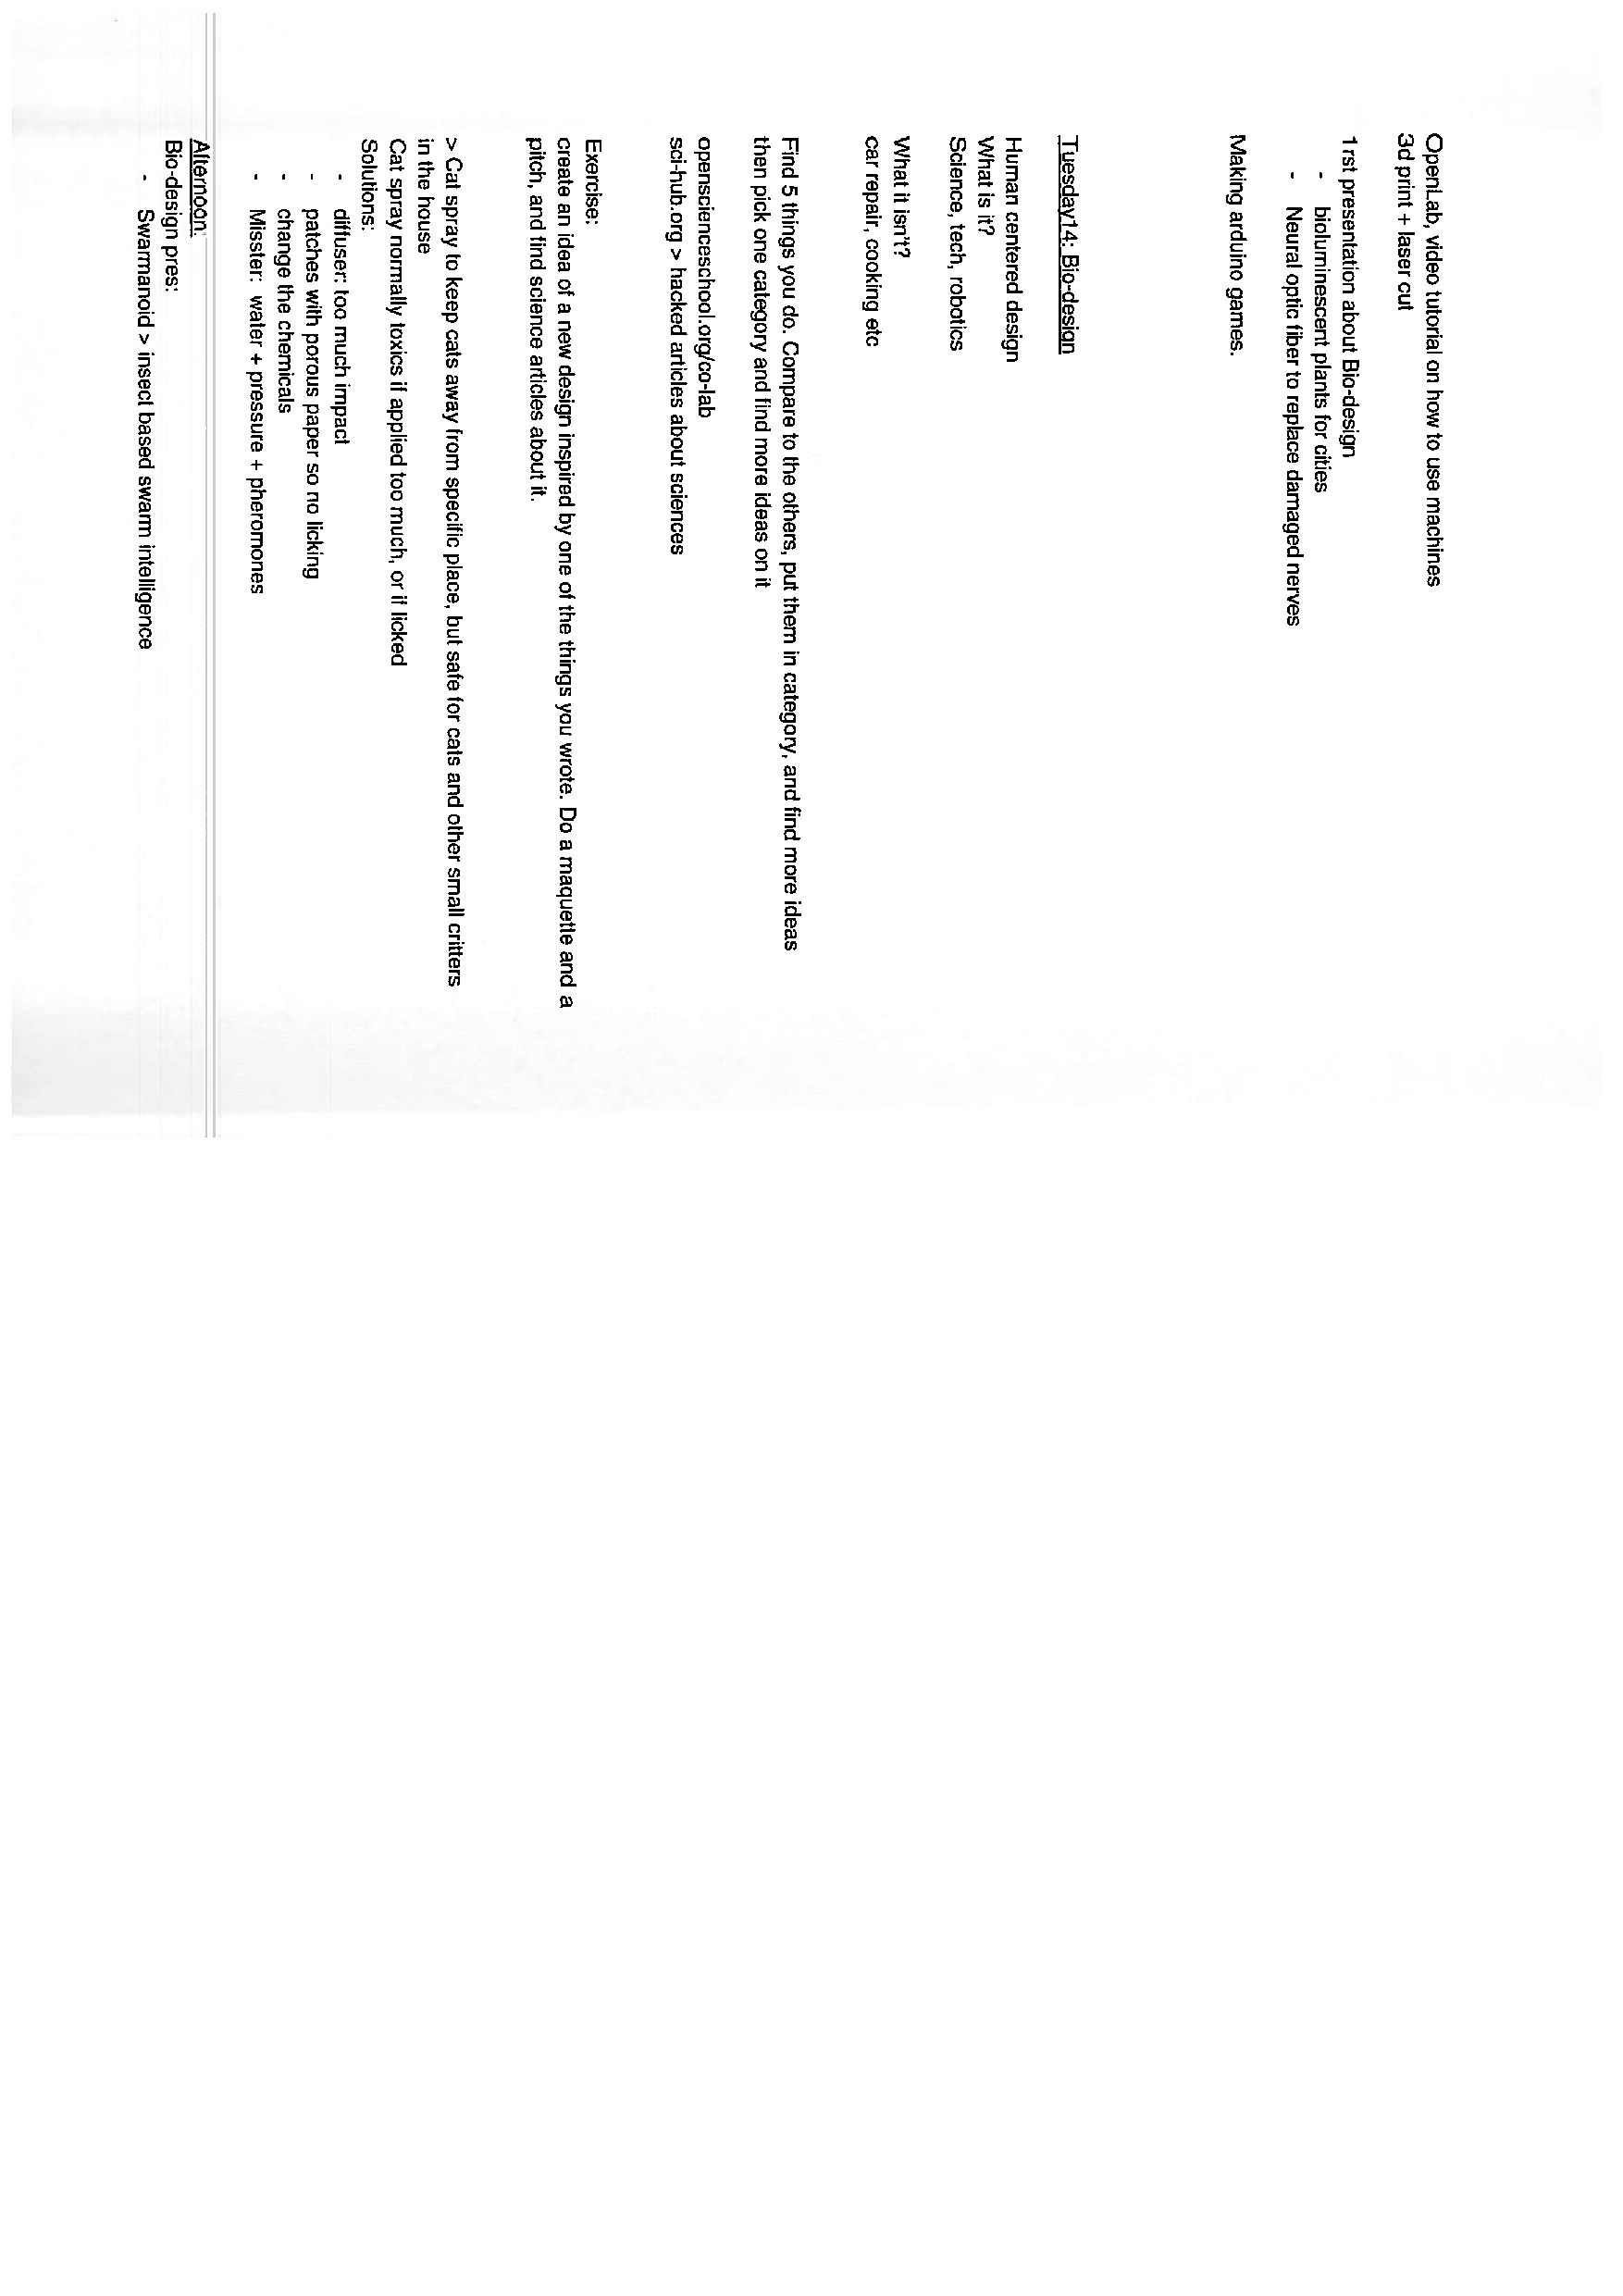 OpenLab, video tutorial on how to use machines
3d print + laser cut
1rst presentation about Bio-design
- bioluminescent plants for cities
- Neural optic fiber to replace damaged nerves
Making arduino games.
Tuesday14: Bio-design
Human centered design
What is it?
Science, tech, robotics
What it isn't?
car repair, cooking etc
Find 5 things you do. Compare to the others, put them in category, and find more ideas
then pick one category and find more ideas on it
openscienceschool.org/co-lab
sci-hub.org > hacked articles about sciences
Exercise:
create an idea of a new design inspired by one of the things you wrote. Do a maquette and a
pitch, and find science articles about it.
> Cat spray to keep cats away from specific place, but safe for cats and other small critters
in the house
Cat spray normally toxics if applied too much, or if licked
Solutions:
- diffuser: too much impact
- patches with porous paper so no licking
- change the chemicals
- Misster: water + pressure + pheromones
Afternoon:
Bio-design pres:
- Swarmanoid > insect based swarm intelligence